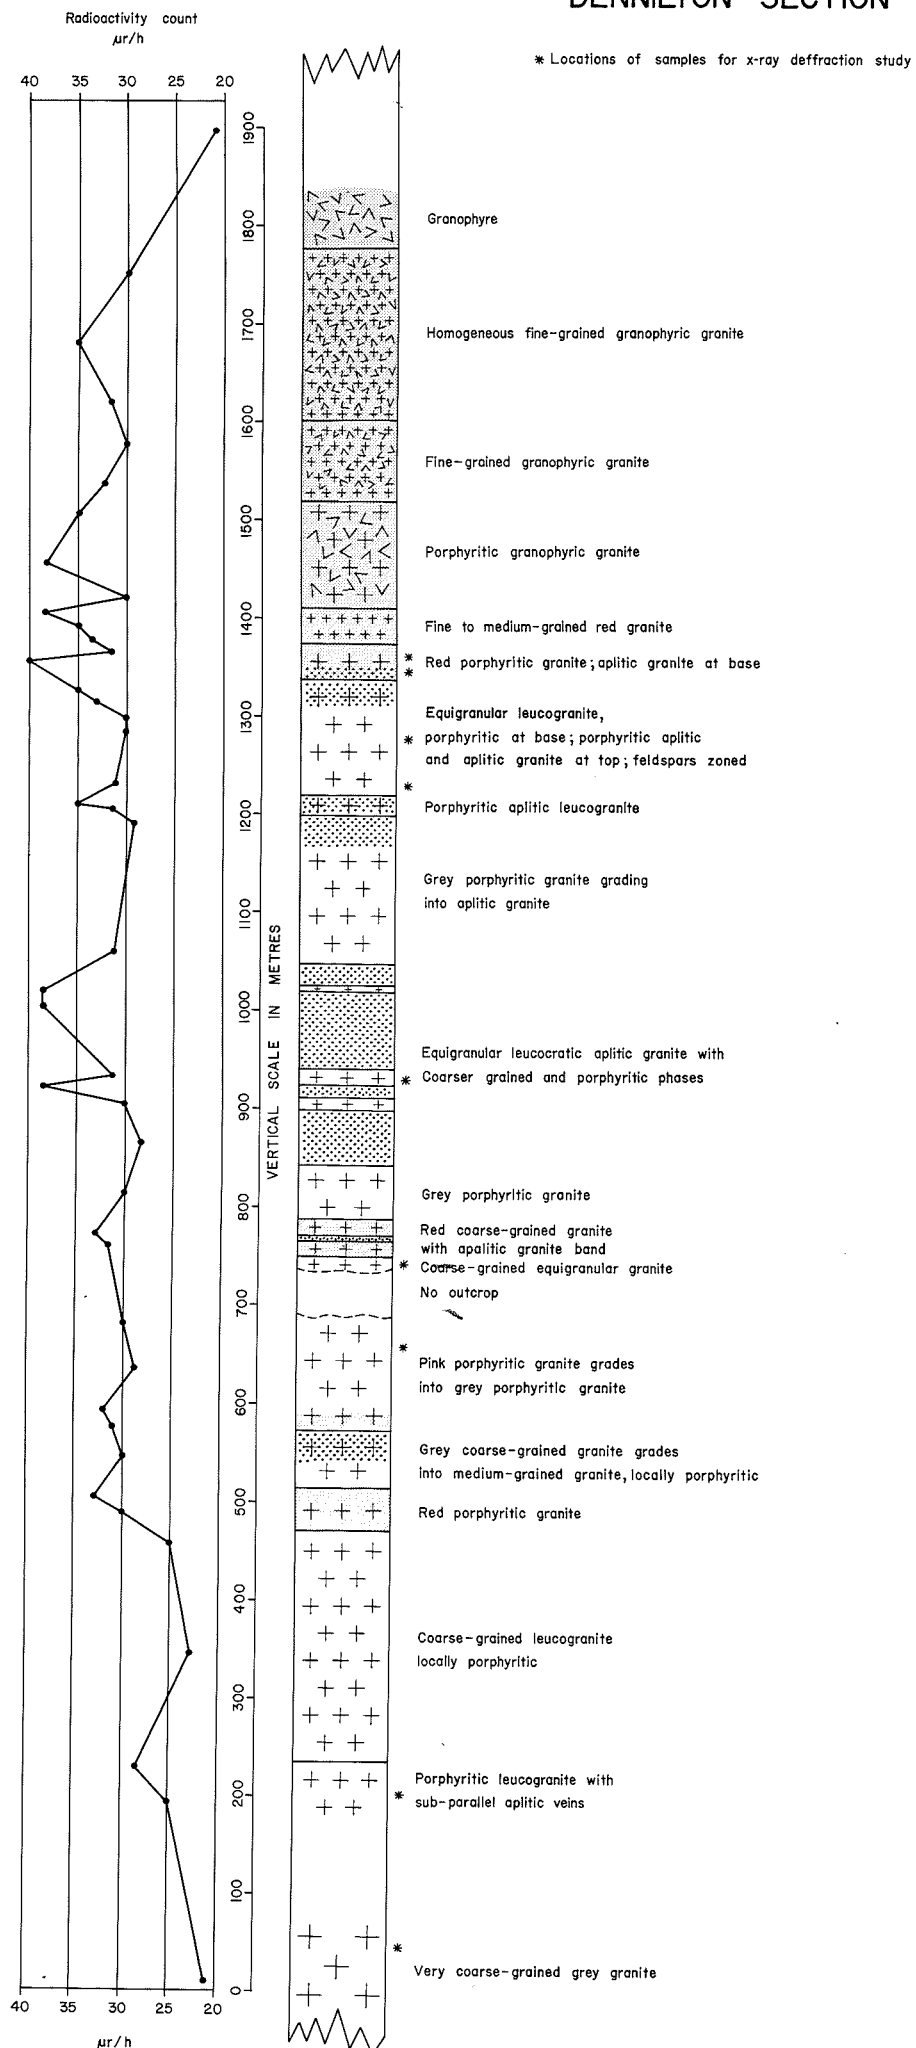 DENNILTON SECTION
Radioactivity count
µr/h
* Locations of samples for x-ray deffraction study
40 35 30 25 20
1900
1800
1700
1600
1500
1400
1300
1200
1100
1000
900
800
700
600
500
400
300
200
100
0
VERTICAL SCALE IN METRES
Granophyre
Homogeneous fine-grained granophyric granite
Fine-grained granophyric granite
Porphyritic granophyric granite
Fine to medium-grained red granite
* Red porphyritic granite; aplitic granite at base
*
Equigranular leucogranite,
* porphyritic at base; porphyritic aplitic
and aplitic granite at top; feldspars zoned
*
Porphyritic aplitic leucogranite
Grey porphyritic granite grading
into aplitic granite
Equigranular leucocratic aplitic granite with
* Coarser grained and porphyritic phases
Grey porphyritic granite
Red coarse-grained granite
with apalitic granite band
* Coarse-grained equigranular granite
No outcrop
*
Pink porphyritic granite grades
into grey porphyritic granite
Grey coarse-grained granite grades
into medium-grained granite, locally porphyritic
Red porphyritic granite
Coarse-grained leucogranite
locally porphyritic
Porphyritic leucogranite with
* sub-parallel aplitic veins
*
Very coarse-grained grey granite
40 35 30 25 20
µr/h